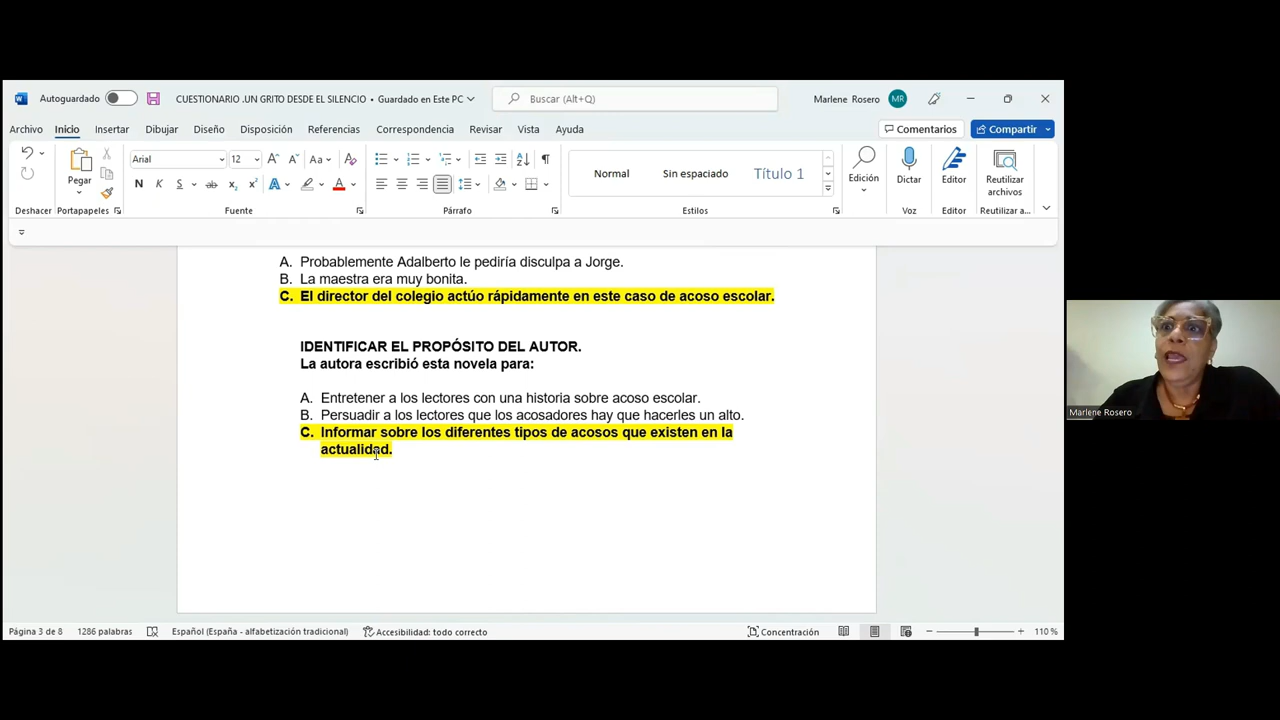 Autoguardado
CUESTIONARIO .UN GRITO DESDE EL SILENCIO • Guardado en Este PC
Buscar (Alt+Q)
Marlene Rosero
MR
Archivo Inicio Insertar Dibujar Diseño Disposición Referencias Correspondencia Revisar Vista Ayuda
Comentarios
Compartir
Arial 12
Normal
Sin espaciado
Título 1
Pegar
Edición
Dictar
Editor
Reutilizar
archivos
Deshacer
Portapapeles
Fuente
Párrafo
Estilos
Voz
Editor
Reutilizar a...
A. Probablemente Adalberto le pediría disculpa a Jorge.
B. La maestra era muy bonita.
C. El director del colegio actúo rápidamente en este caso de acoso escolar.
IDENTIFICAR EL PROPÓSITO DEL AUTOR.
La autora escribió esta novela para:
A. Entretener a los lectores con una historia sobre acoso escolar.
B. Persuadir a los lectores que los acosadores hay que hacerles un alto.
C. Informar sobre los diferentes tipos de acosos que existen en la
actualidad.
Marlene Rosero
Página 3 de 8
1286 palabras
Español (España - alfabetización tradicional)
Accesibilidad: todo correcto
Concentración
110 %